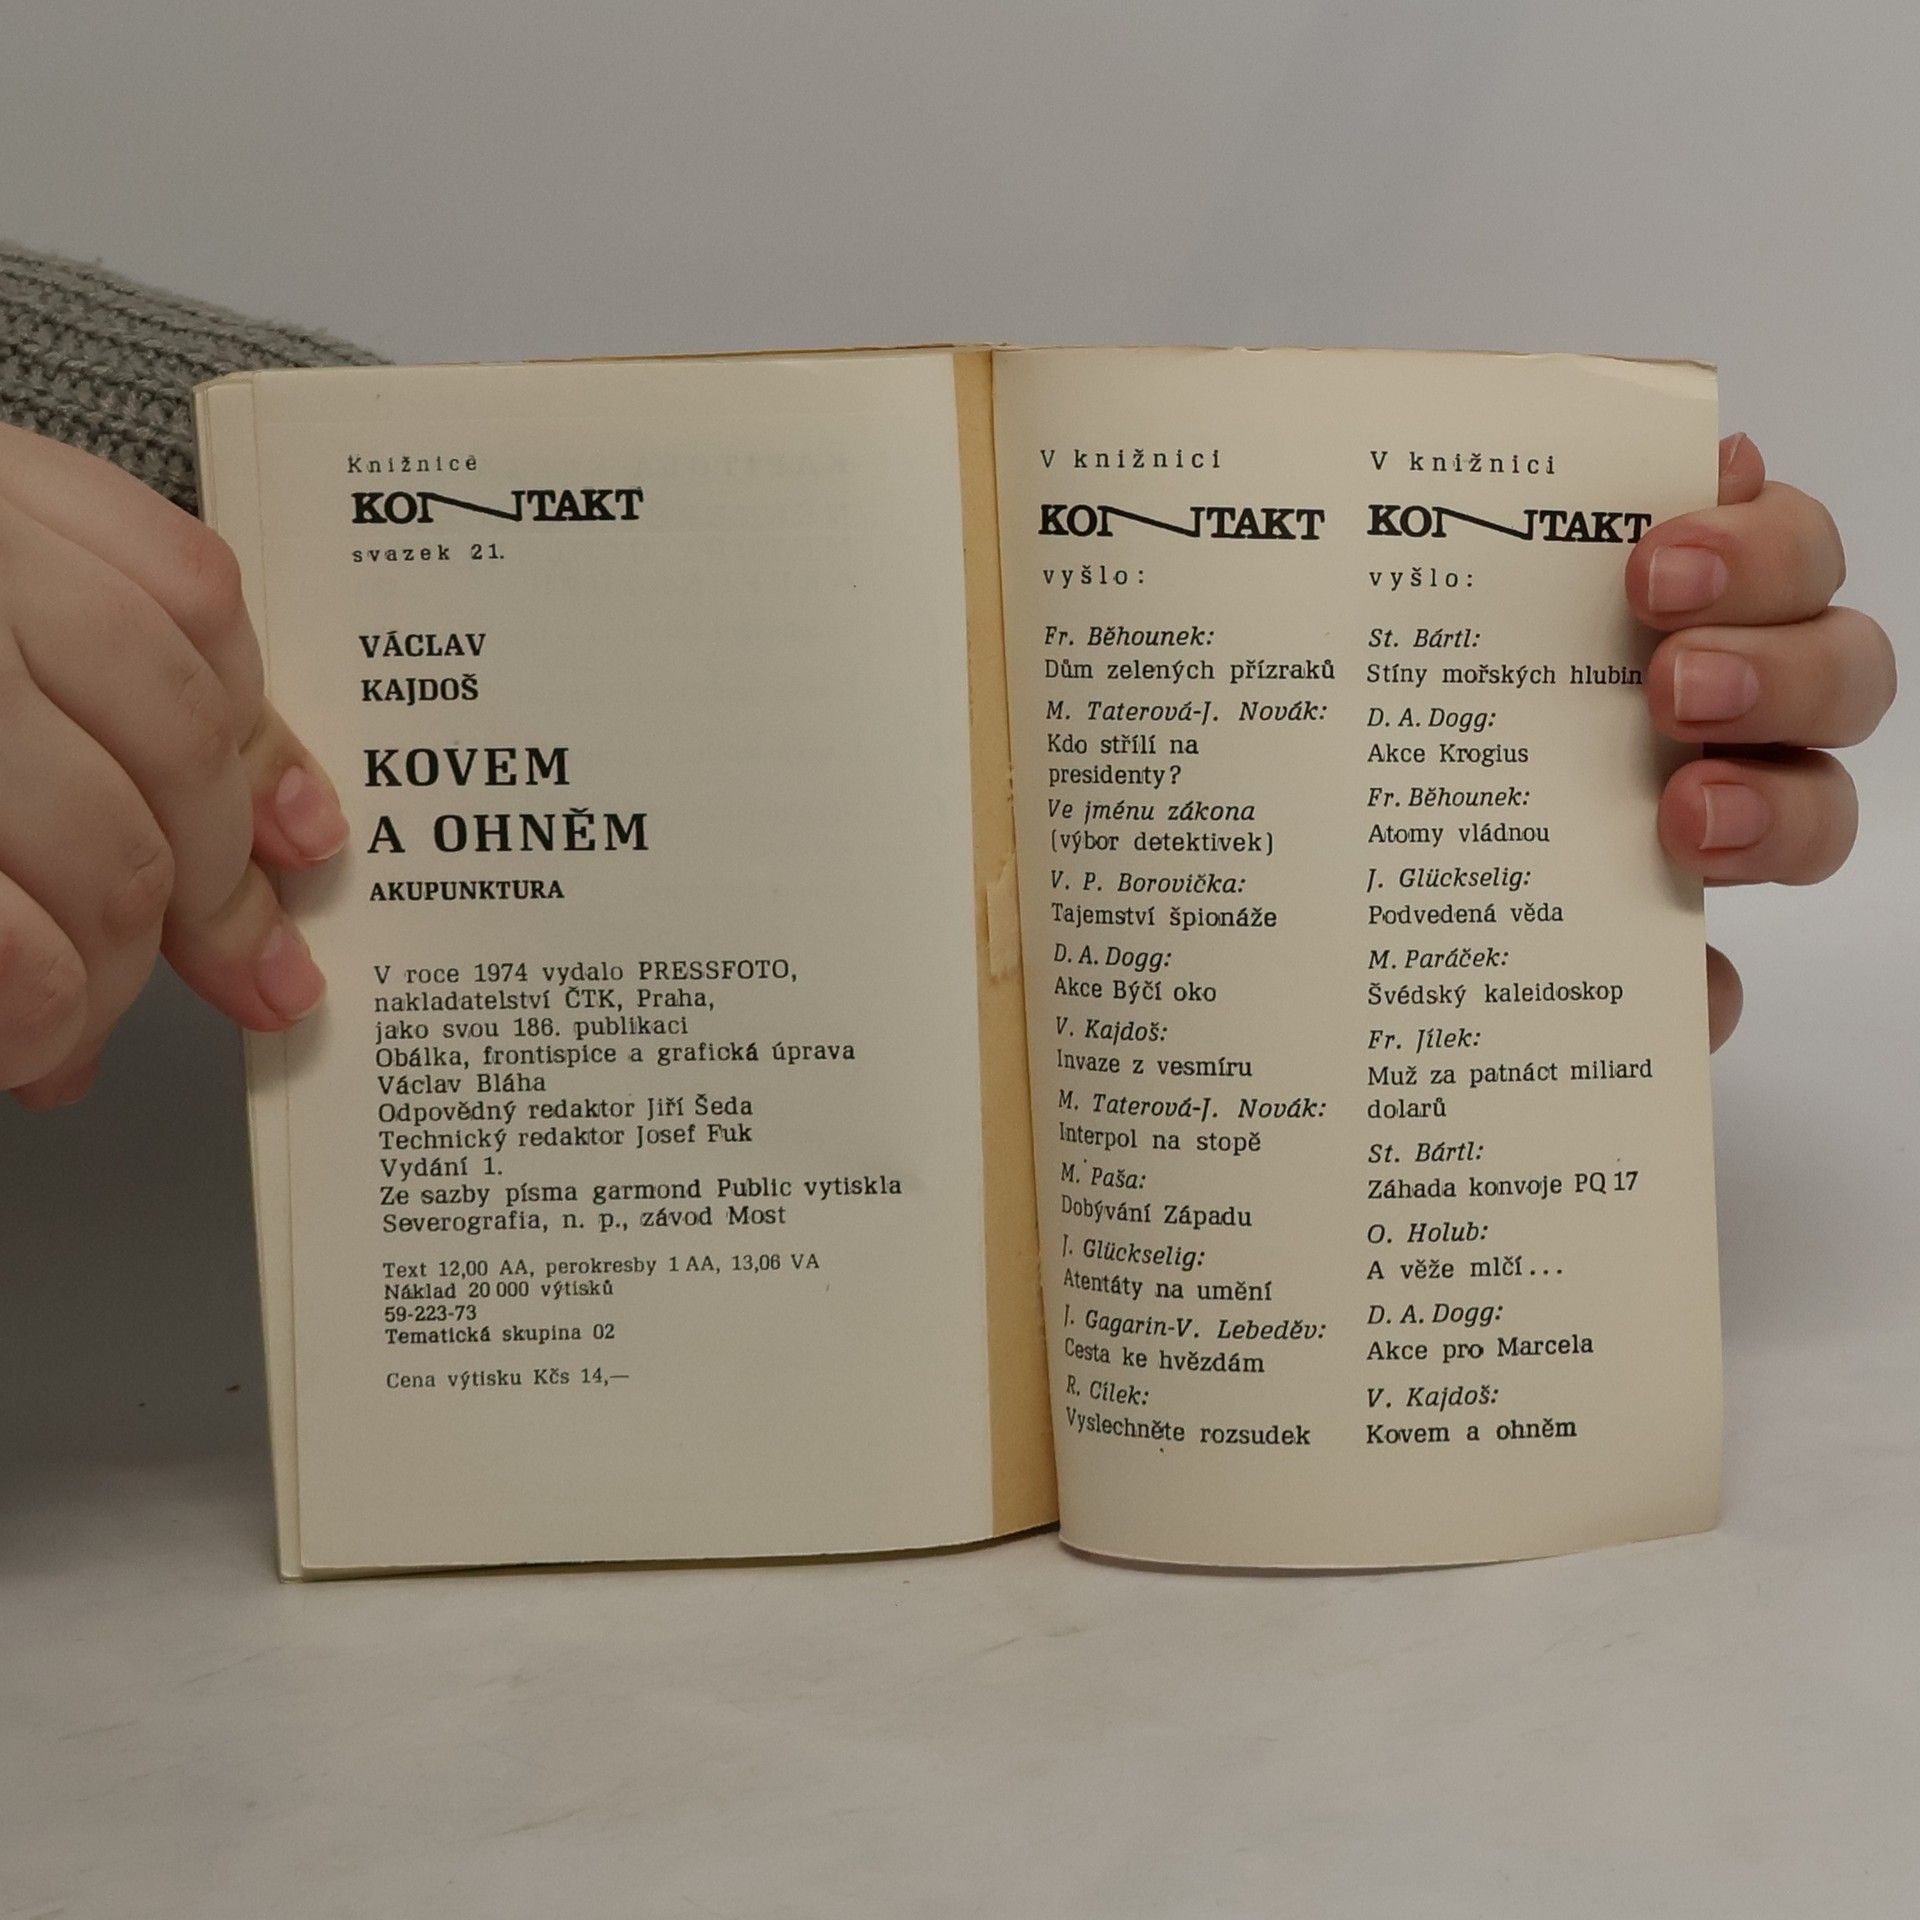 Knižnice
KONTAKT
svazek 21.
VÁCLAV
KAJDOŠ
KOVEM
A OHNĚM
AKUPUNKTURA
V roce 1974 vydalo PRESSFOTO,
nakladatelství ČTK, Praha,
jako svou 186. publikaci
Obálka, frontispice a grafická úprava
Václav Bláha
Odpovědný redaktor Jiří Šeda
Technický redaktor Josef Fuk
Vydání 1.
Ze sazby písma garmond Public vytiskla
Severografia, n. p., závod Most
Text 12,00 AA, perokresby 1 AA, 13,06 VA
Náklad 20 000 výtisků
59-223-73
Tematická skupina 02
Cena výtisku Kčs 14,—
V knižnici
KONTAKT
vyšlo:
Fr. Běhounek:
Dům zelených přízraků
M. Taterová-J. Novák:
Kdo střílí na
presidenty?
Ve jménu zákona
(výbor detektivek)
V. P. Borovička:
Tajemství špionáže
D. A. Dogg:
Akce Býčí oko
V. Kajdoš:
Invaze z vesmíru
M. Taterová-J. Novák:
Interpol na stopě
M. Paša:
Dobývání Západu
J. Glückselig:
Atentáty na umění
J. Gagarin-V. Lebeděv:
Cesta ke hvězdám
R. Cílek:
Vyslechněte rozsudek
V knižnici
KONTAKT
vyšlo:
St. Bártl:
Stíny mořských hlubin
D. A. Dogg:
Akce Krogius
Fr. Běhounek:
Atomy vládnou
J. Glückselig:
Podvedená věda
M. Paráček:
Švédský kaleidoskop
Fr. Jílek:
Muž za patnáct miliard
dolarů
St. Bártl:
Záhada konvoje PQ 17
O. Holub:
A věže mlčí...
D. A. Dogg:
Akce pro Marcela
V. Kajdoš:
Kovem a ohněm